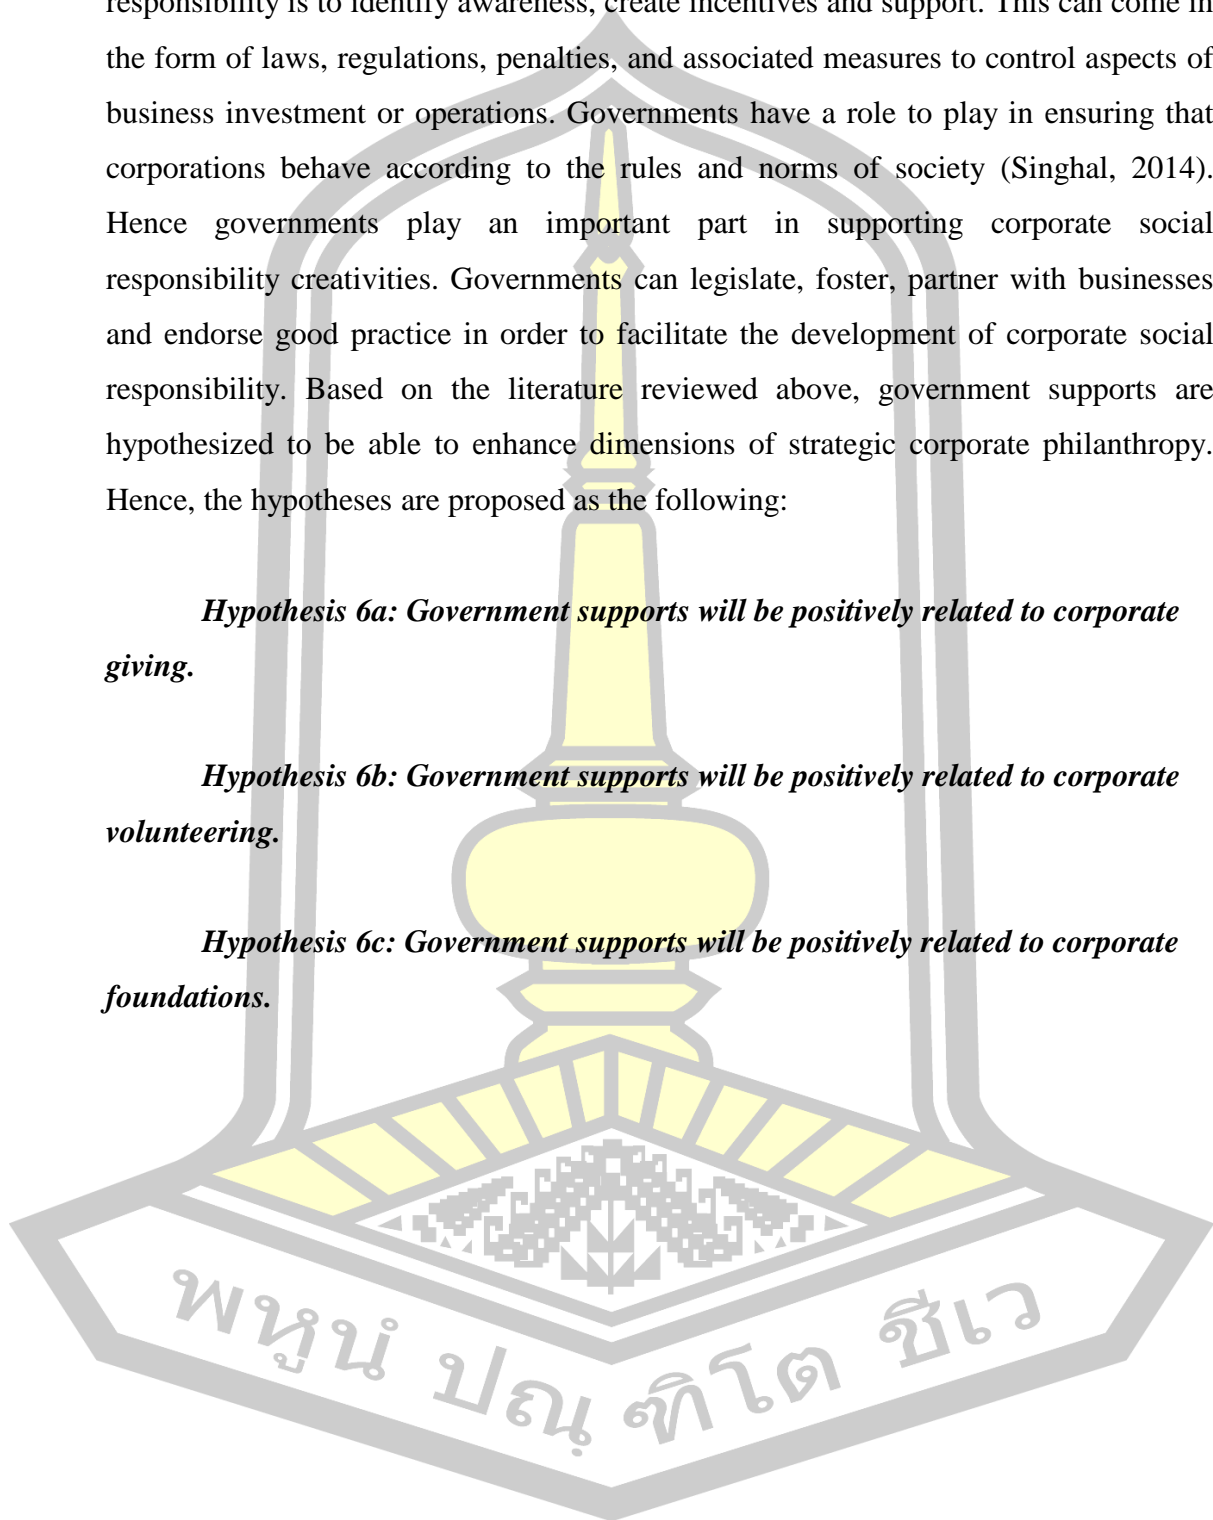 responsibility is to identify awareness, create incentives and support. This can come in
the form of laws, regulations, penalties, and associated measures to control aspects of
business investment or operations. Governments have a role to play in ensuring that
corporations behave according to the rules and norms of society (Singhal, 2014).
Hence governments play an important part in supporting corporate social
responsibility creativities. Governments can legislate, foster, partner with businesses
and endorse good practice in order to facilitate the development of corporate social
responsibility. Based on the literature reviewed above, government supports are
hypothesized to be able to enhance dimensions of strategic corporate philanthropy.
Hence, the hypotheses are proposed as the following:
Hypothesis 6a: Government supports will be positively related to corporate
giving.
Hypothesis 6b: Government supports will be positively related to corporate
volunteering.
Hypothesis 6c: Government supports will be positively related to corporate
foundations.
พหูนํ ปณฺฑิโต ชีเว